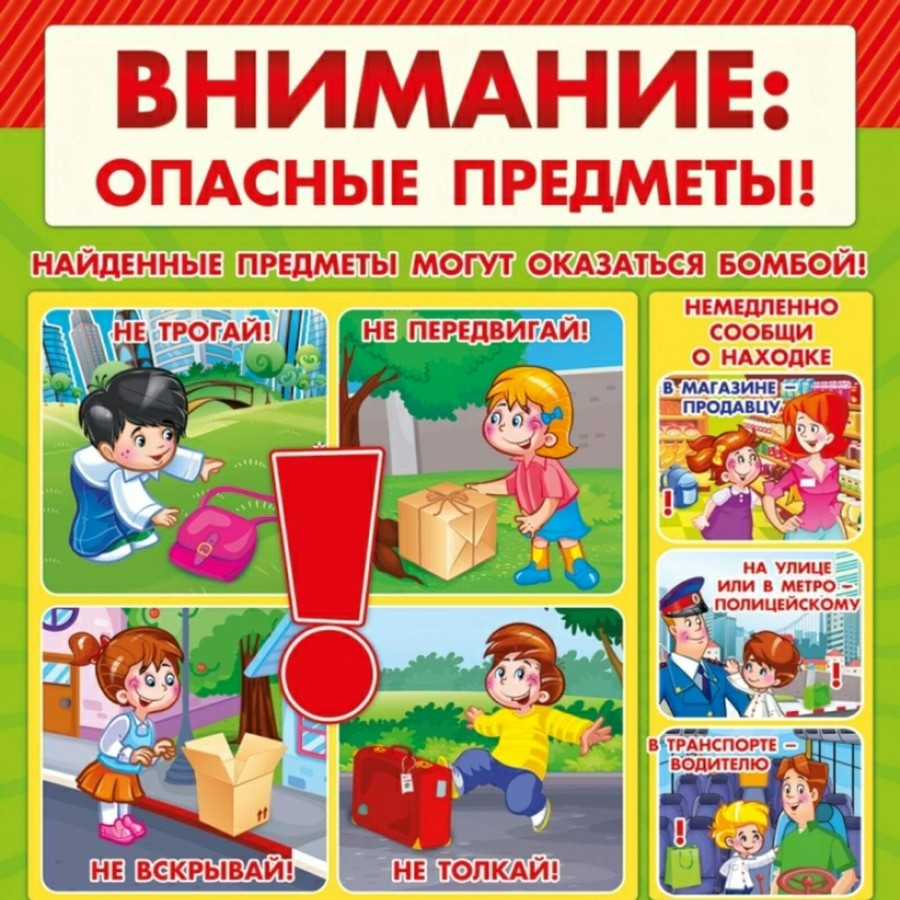 ВНИМАНИЕ:
ОПАСНЫЕ ПРЕДМЕТЫ!
НАЙДЕННЫЕ ПРЕДМЕТЫ МОГУТ ОКАЗАТЬСЯ БОМБОЙ!
НЕ ТРОГАЙ!
НЕ ПЕРЕДВИГАЙ!
НЕ ВСКРЫВАЙ!
НЕ ТОЛКАЙ!
НЕМЕДЛЕННО
СООБЩИ
О НАХОДКЕ
В МАГАЗИНЕ –
ПРОДАВЦУ
НА УЛИЦЕ
ИЛИ В МЕТРО –
ПОЛИЦЕЙСКОМУ
В ТРАНСПОРТЕ –
ВОДИТЕЛЮ